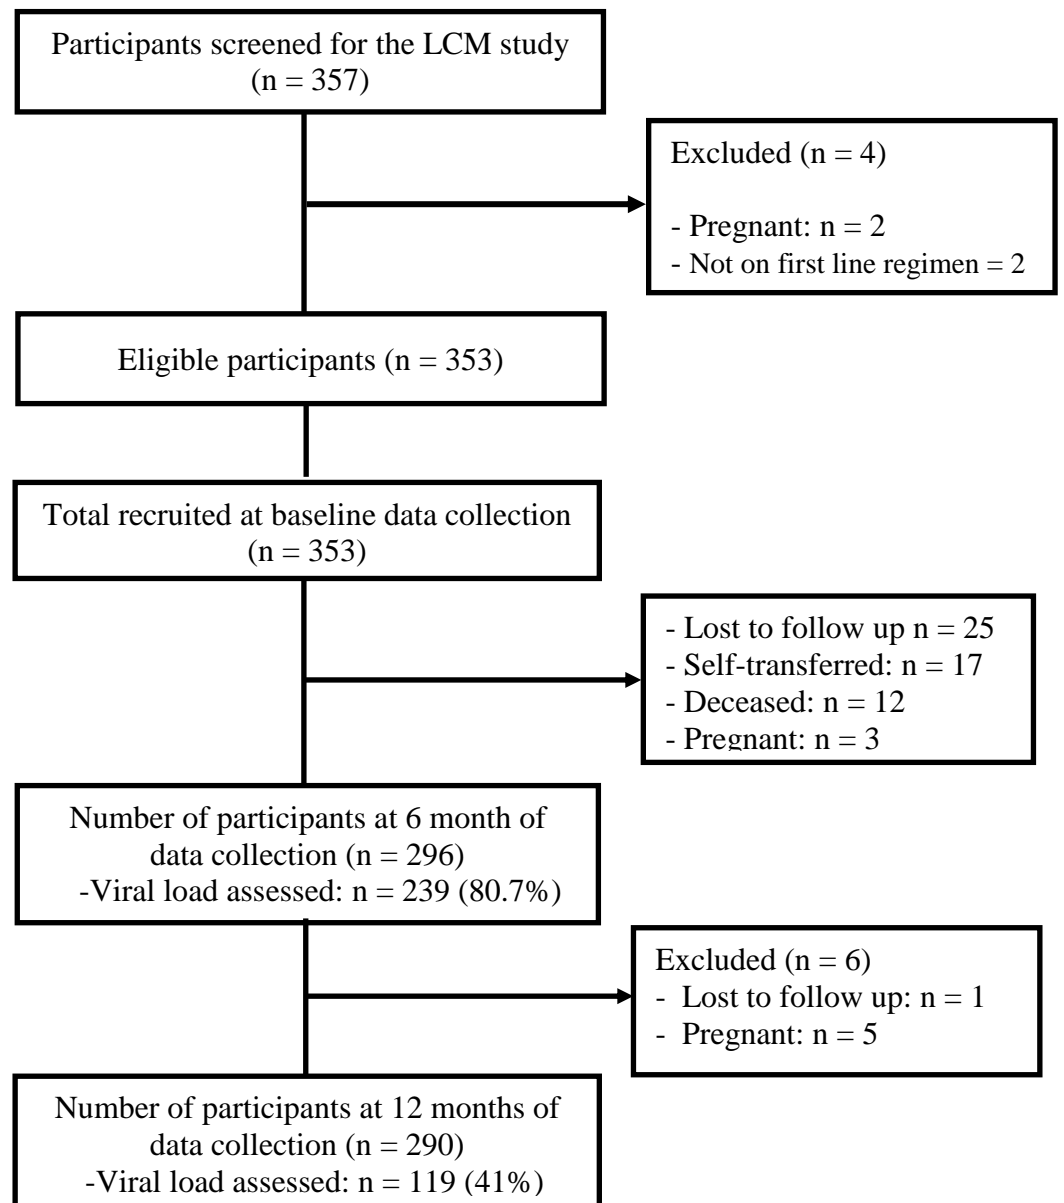 Participants screened for the LCM study
(n = 357)
Excluded (n = 4)
- Pregnant: n = 2
- Not on first line regimen = 2
Eligible participants (n = 353)
Total recruited at baseline data collection
(n = 353)
- Lost to follow up n = 25
- Self-transferred: n = 17
- Deceased: n = 12
- Pregnant: n = 3
Number of participants at 6 month of
data collection (n = 296)
-Viral load assessed: n = 239 (80.7%)
Excluded (n = 6)
- Lost to follow up: n = 1
- Pregnant: n = 5
Number of participants at 12 months of
data collection (n = 290)
-Viral load assessed: n = 119 (41%)